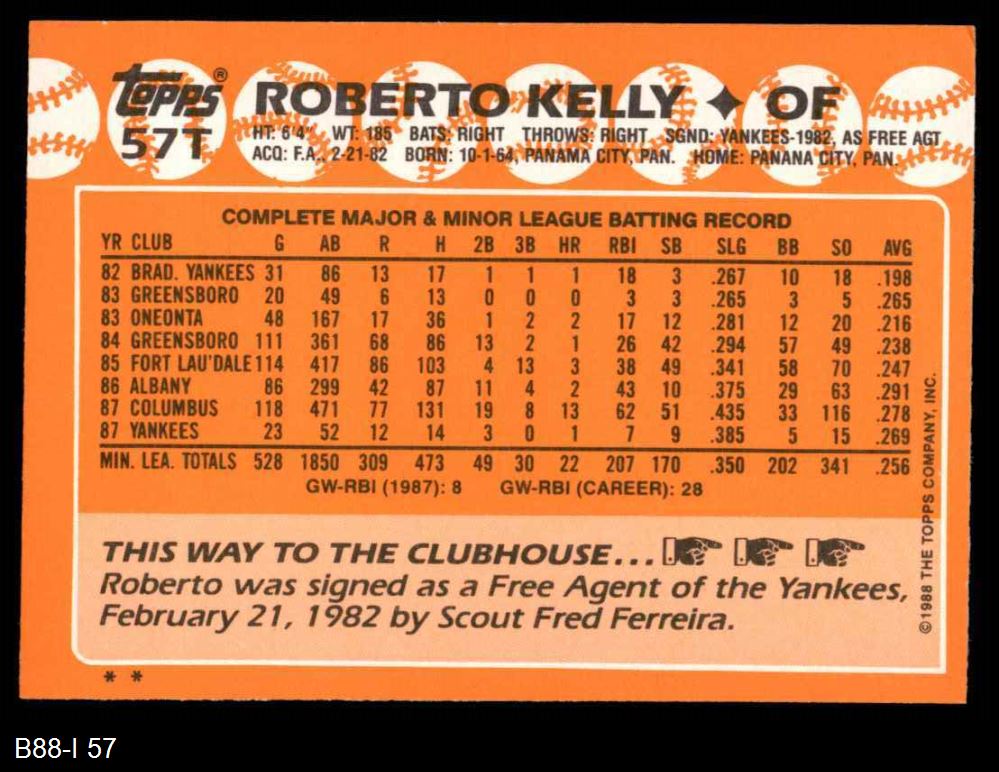 topps®
57T
ROBERTO KELLY ✦ OF
HT: 6'4" WT: 185 BATS: RIGHT THROWS: RIGHT SGND: YANKEES-1982, AS FREE AGT
ACQ: F.A., 2-21-82 BORN: 10-1-64, PANAMA CITY, PAN. HOME: PANANA CITY, PAN.
COMPLETE MAJOR & MINOR LEAGUE BATTING RECORD
YR CLUB G AB R H 2B 3B HR RBI SB SLG BB SO AVG
82 BRAD. YANKEES 31 86 13 17 1 1 1 18 3 .267 10 18 .198
83 GREENSBORO 20 49 6 13 0 0 0 3 3 .265 3 5 .265
83 ONEONTA 48 167 17 36 1 2 2 17 12 .281 12 20 .216
84 GREENSBORO 111 361 68 86 13 2 1 26 42 .294 57 49 .238
85 FORT LAU'DALE 114 417 86 103 4 13 3 38 49 .341 58 70 .247
86 ALBANY 86 299 42 87 11 4 2 43 10 .375 29 63 .291
87 COLUMBUS 118 471 77 131 19 8 13 62 51 .435 33 116 .278
87 YANKEES 23 52 12 14 3 0 1 7 9 .385 5 15 .269
MIN. LEA. TOTALS 528 1850 309 473 49 30 22 207 170 .350 202 341 .256
GW-RBI (1987): 8 GW-RBI (CAREER): 28
THIS WAY TO THE CLUBHOUSE...
Roberto was signed as a Free Agent of the Yankees,
February 21, 1982 by Scout Fred Ferreira.
©1988 THE TOPPS COMPANY, INC.
* *
B88-I 57